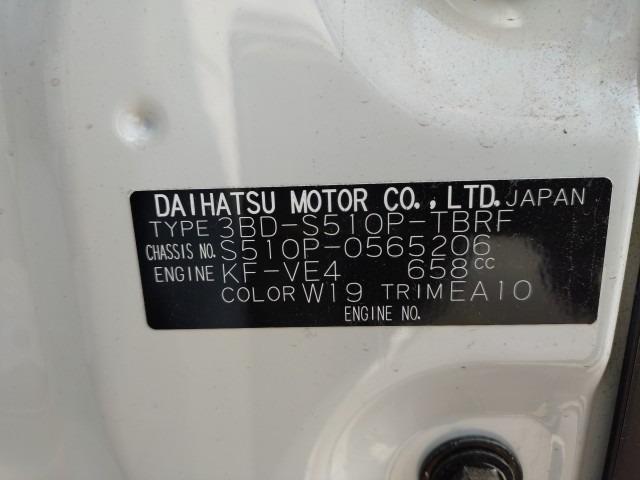 DAIHATSU MOTOR CO., LTD. JAPAN
TYPE 3BD-S510P-TBRF
CHASSIS NO. S510P-0565206
ENGINE KF-VE4 658cc
COLOR W19 TRIM EA10
ENGINE NO.